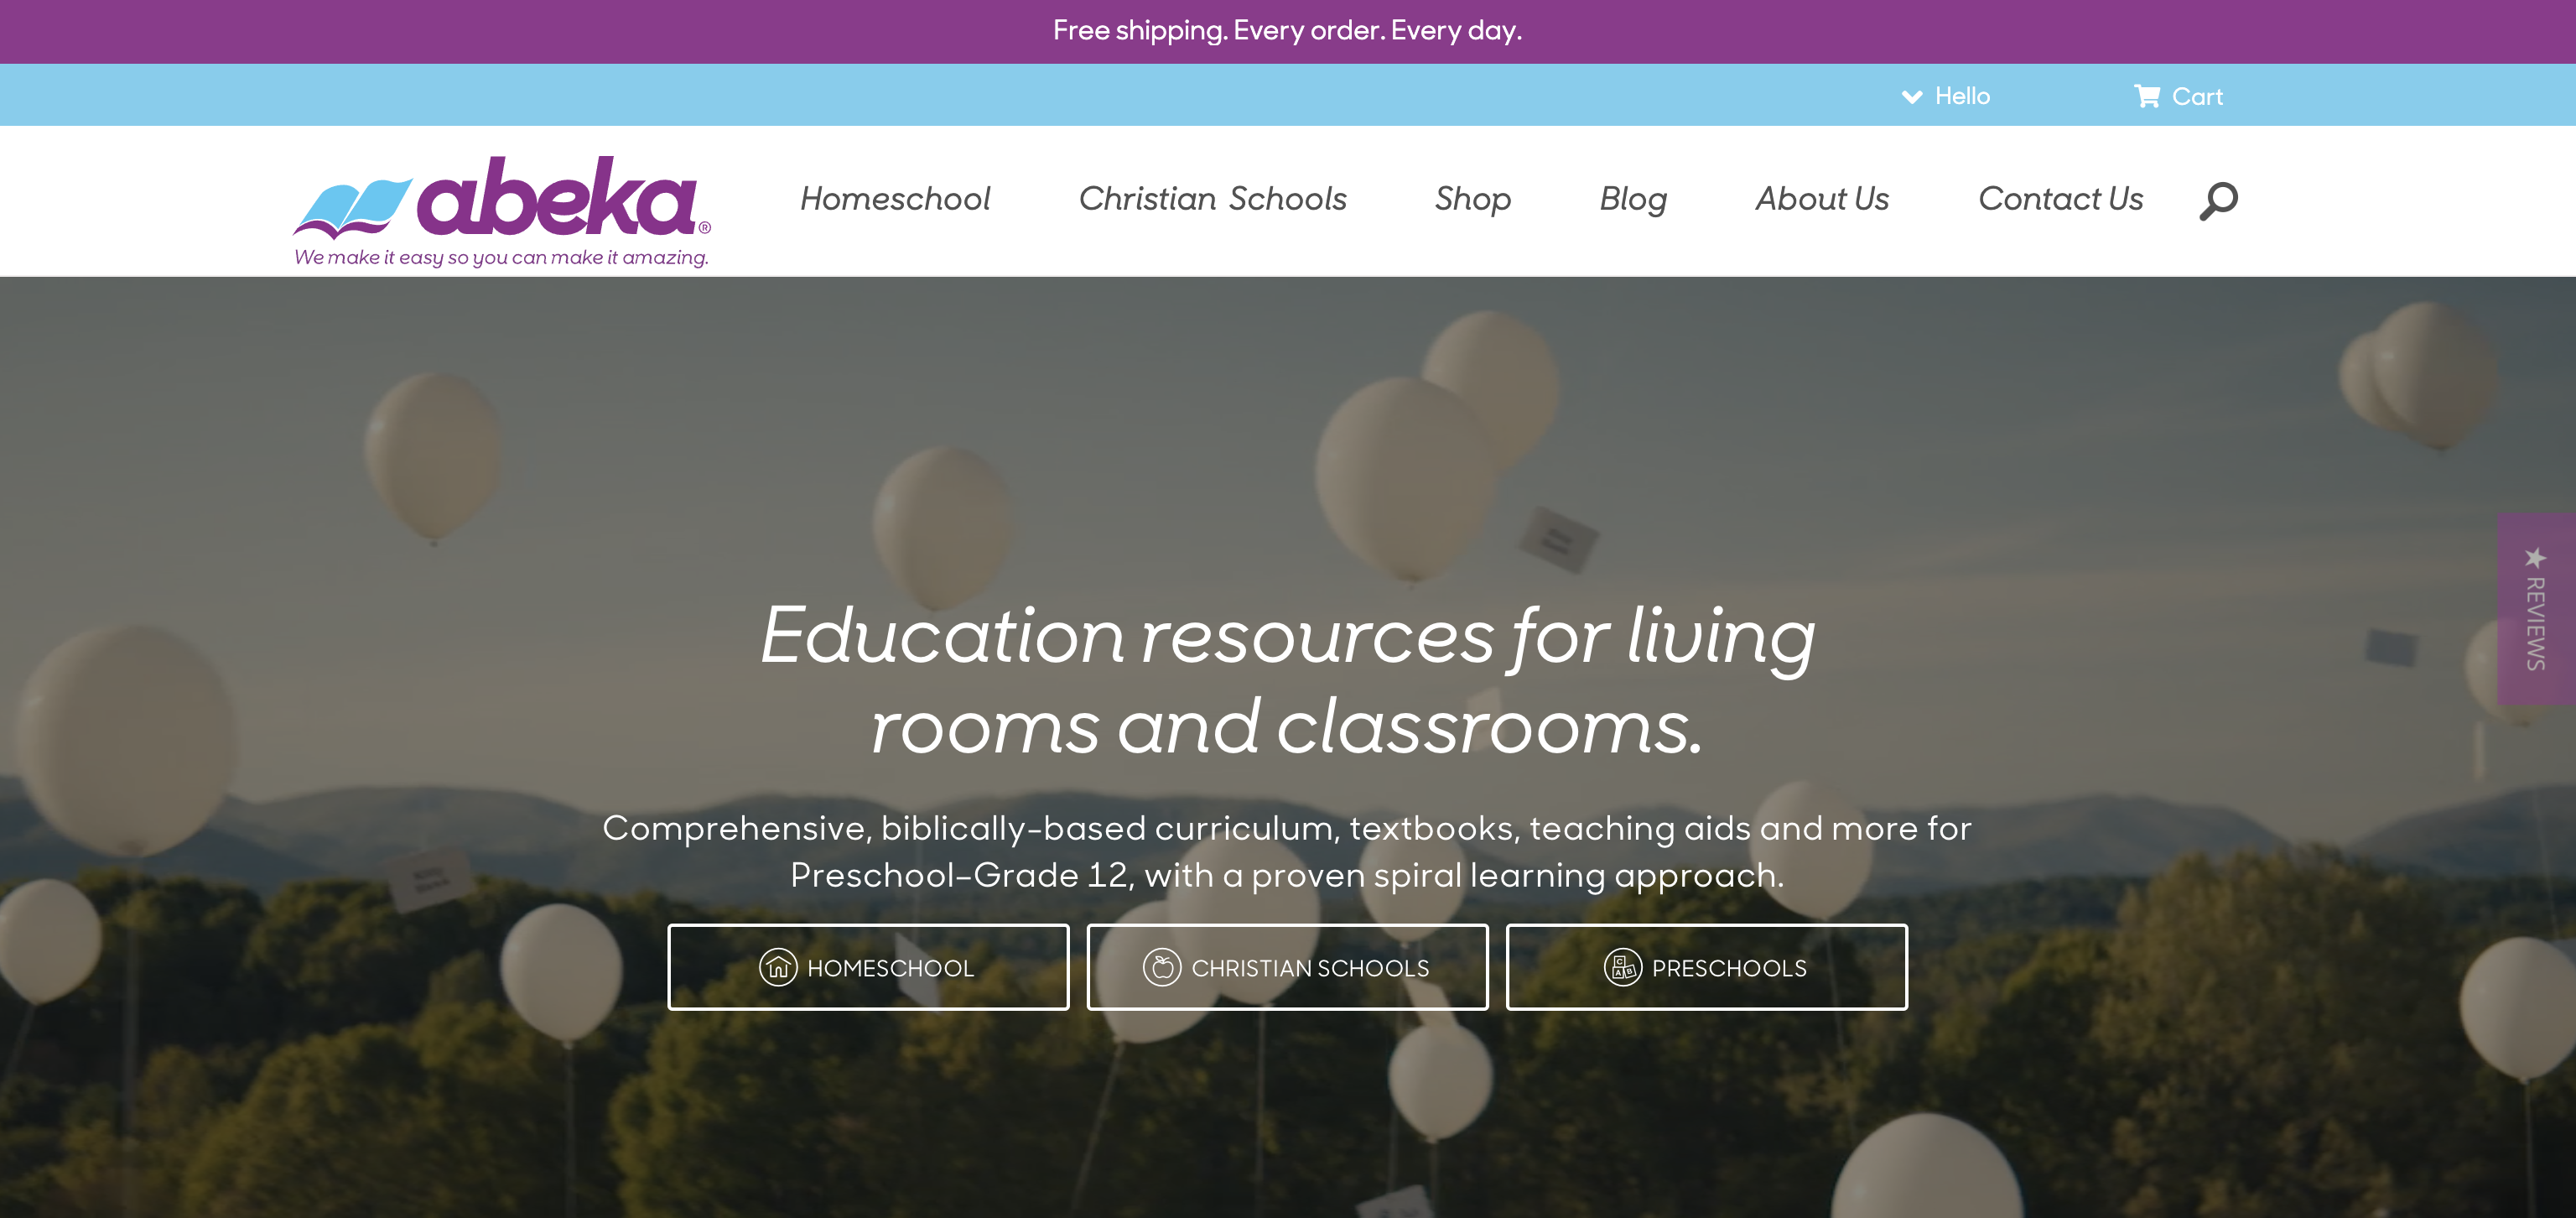 Free shipping. Every order. Every day.
Hello
Cart
abeka®
We make it easy so you can make it amazing.
Homeschool
Christian Schools
Shop
Blog
About Us
Contact Us
Education resources for living
rooms and classrooms.
Comprehensive, biblically-based curriculum, textbooks, teaching aids and more for
Preschool–Grade 12, with a proven spiral learning approach.
HOMESCHOOL
CHRISTIAN SCHOOLS
C
A B
PRESCHOOLS
★ REVIEWS